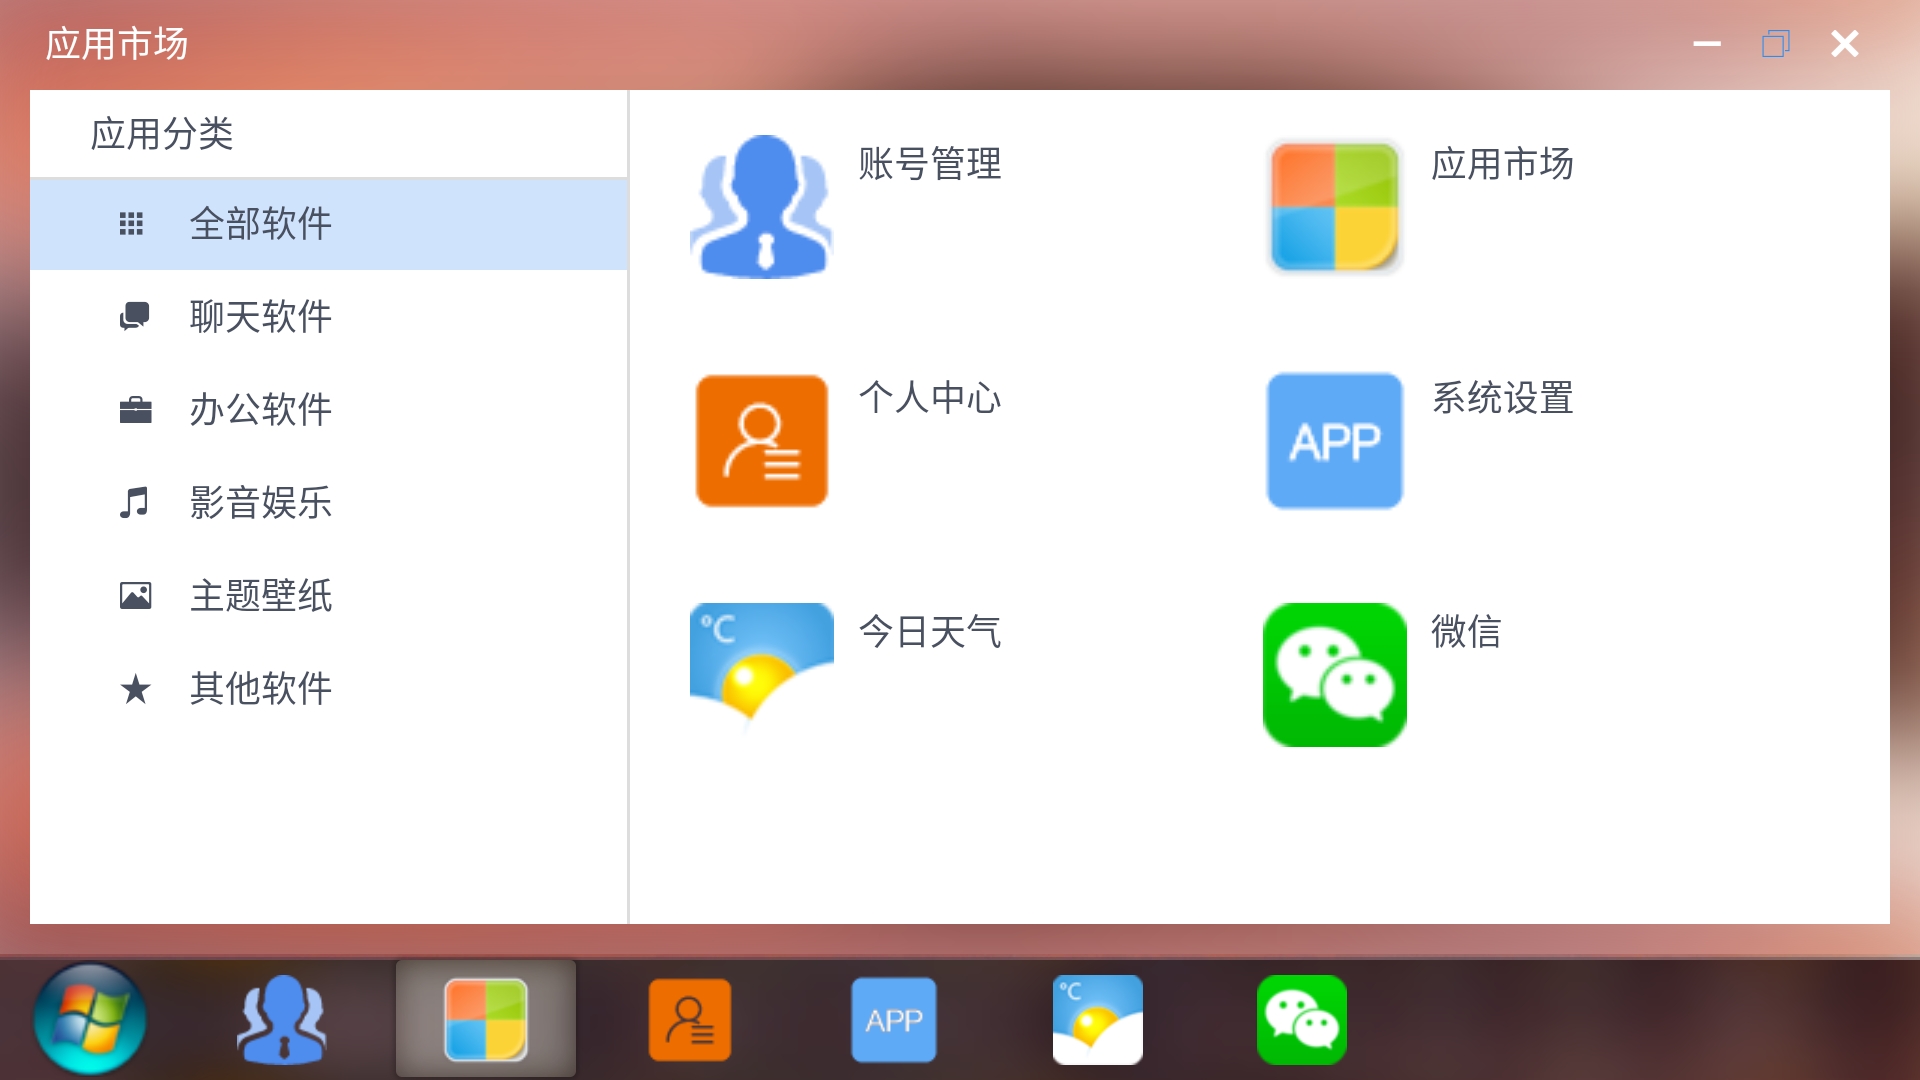 应用市场
应用分类
全部软件
聊天软件
办公软件
影音娱乐
主题壁纸
其他软件
账号管理
应用市场
个人中心
APP
系统设置
°C
今日天气
微信
APP
°C